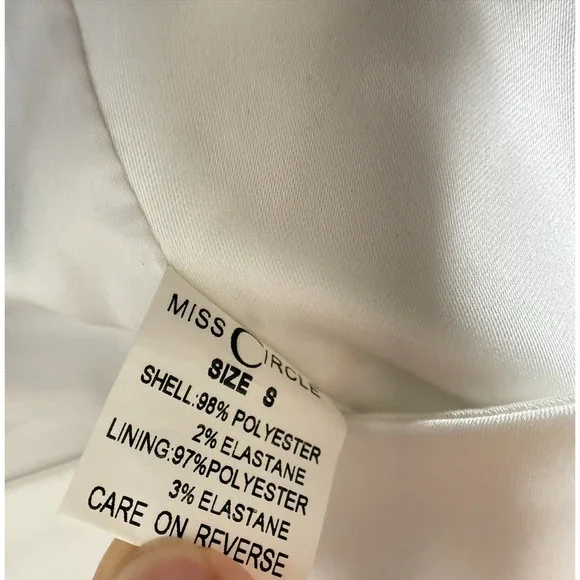 MISS CIRCLE
SIZE S
SHELL:98% POLYESTER
2% ELASTANE
LINING:97%POLYESTER
3% ELASTANE
CARE ON REVERSE